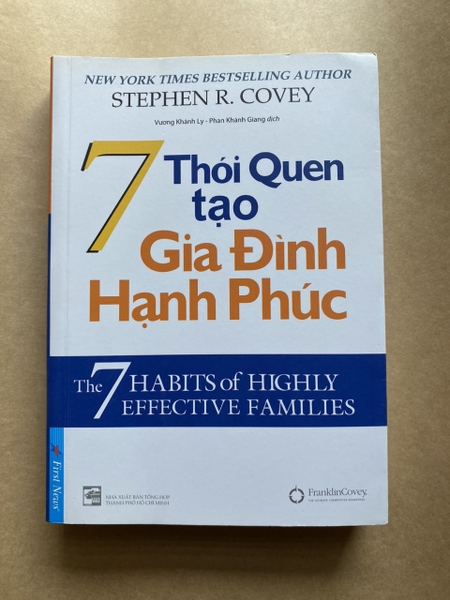 NEW YORK TIMES BESTSELLING AUTHOR
STEPHEN R. COVEY
Vương Khánh Ly - Phan Khánh Giang dịch
7 Thói Quen
tạo
Gia Đình
Hạnh Phúc
The 7 HABITS of HIGHLY
EFFECTIVE FAMILIES
First News
NHÀ XUẤT BẢN TỔNG HỢP
THÀNH PHỐ HỒ CHÍ MINH
FranklinCovey